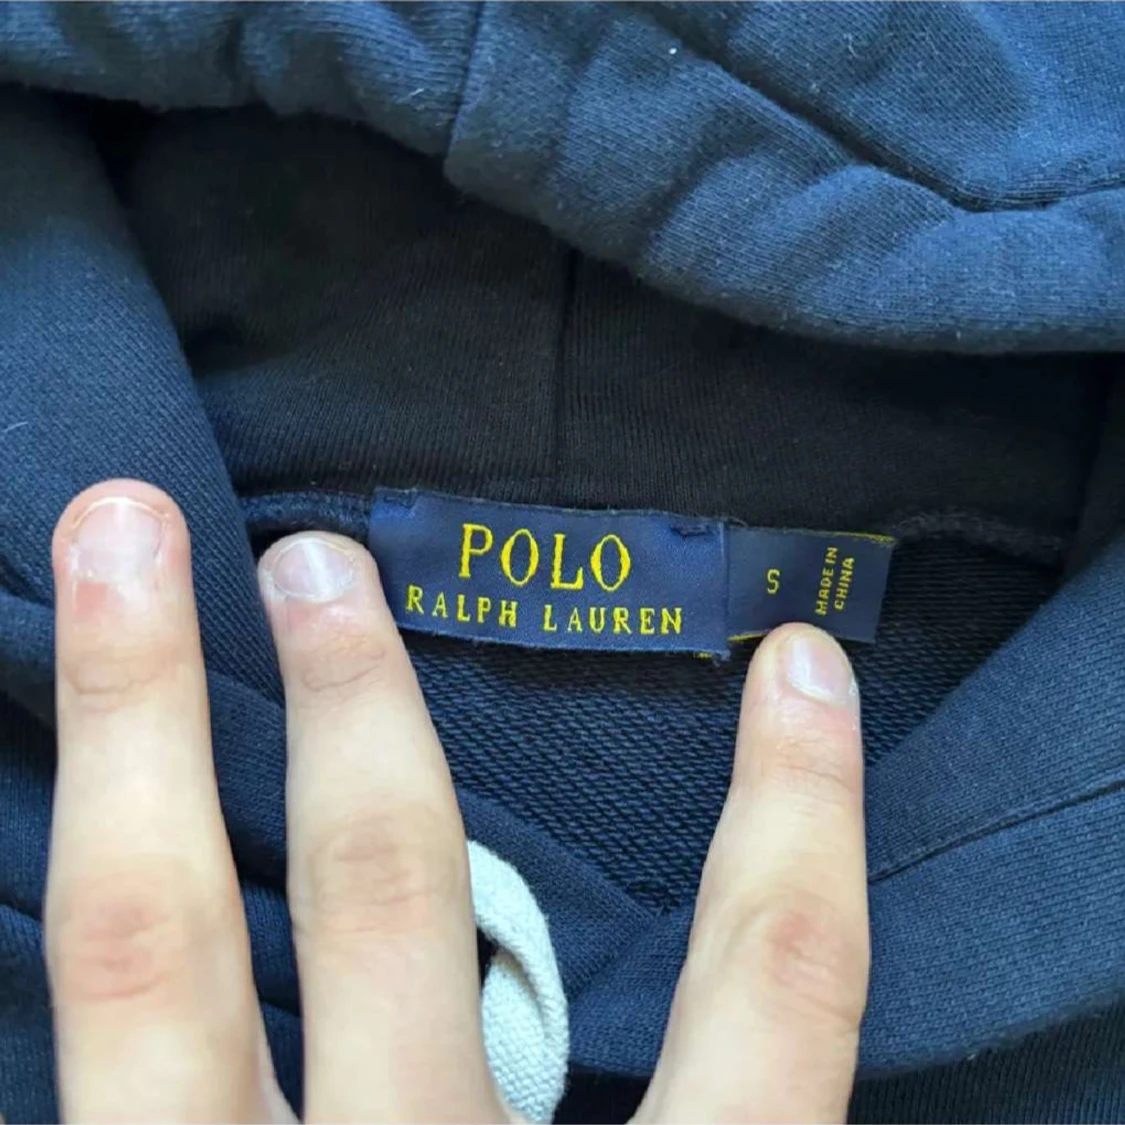 POLO
RALPH LAUREN
S
MADE IN
CHINA